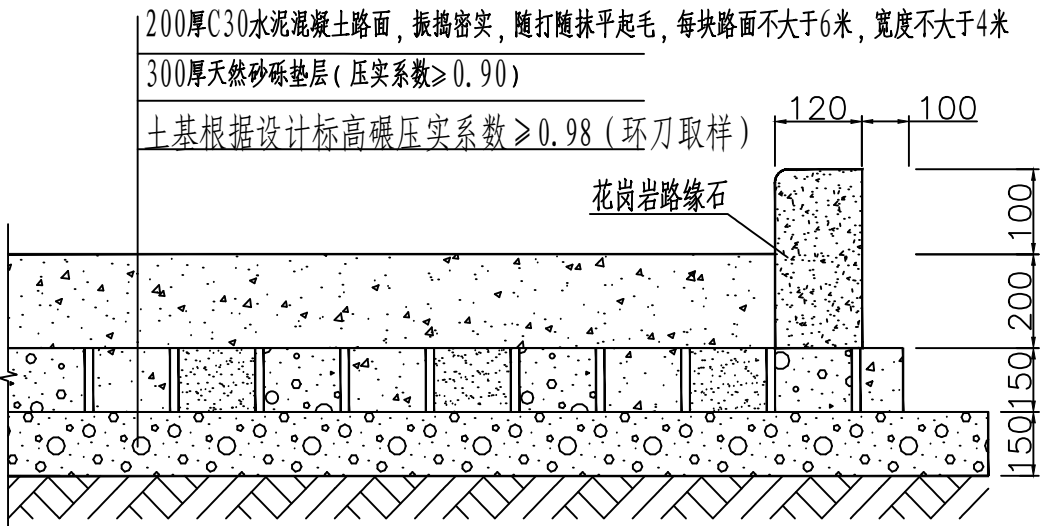 200厚C30水泥混凝土路面，振捣密实，随打随抹平起毛，每块路面不大于6米，宽度不大于4米
300厚天然砂砾垫层(压实系数≥0.90)
土基根据设计标高碾压实系数≥0.98(环刀取样)
120 100
花岗岩路缘石
100
200
150
150